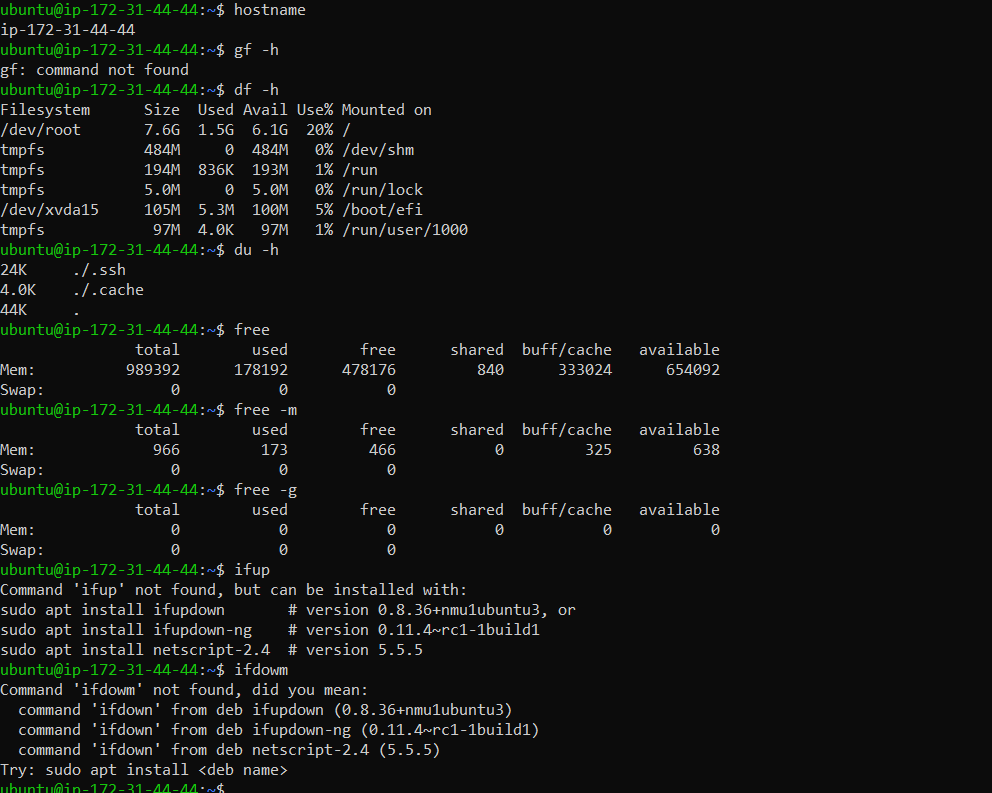 ubuntu@ip-172-31-44-44:~$ hostname
ip-172-31-44-44
ubuntu@ip-172-31-44-44:~$ gf -h
gf: command not found
ubuntu@ip-172-31-44-44:~$ df -h
Filesystem      Size  Used Avail Use% Mounted on
/dev/root       7.6G  1.5G  6.1G  20% /
tmpfs           484M     0  484M   0% /dev/shm
tmpfs           194M  836K  193M   1% /run
tmpfs           5.0M     0  5.0M   0% /run/lock
/dev/xvda15     105M  5.3M  100M   5% /boot/efi
tmpfs            97M  4.0K   97M   1% /run/user/1000
ubuntu@ip-172-31-44-44:~$ du -h
24K     ./.ssh
4.0K    ./.cache
44K     .
ubuntu@ip-172-31-44-44:~$ free
               total        used        free      shared  buff/cache   available
Mem:          989392      178192      478176         840      333024      654092
Swap:              0           0           0
ubuntu@ip-172-31-44-44:~$ free -m
               total        used        free      shared  buff/cache   available
Mem:             966         173         466           0         325         638
Swap:              0           0           0
ubuntu@ip-172-31-44-44:~$ free -g
               total        used        free      shared  buff/cache   available
Mem:               0           0           0           0           0           0
Swap:              0           0           0
ubuntu@ip-172-31-44-44:~$ ifup
Command 'ifup' not found, but can be installed with:
sudo apt install ifupdown       # version 0.8.36+nmu1ubuntu3, or
sudo apt install ifupdown-ng    # version 0.11.4~rc1-1build1
sudo apt install netscript-2.4  # version 5.5.5
ubuntu@ip-172-31-44-44:~$ ifdowm
Command 'ifdowm' not found, did you mean:
  command 'ifdown' from deb ifupdown (0.8.36+nmu1ubuntu3)
  command 'ifdown' from deb ifupdown-ng (0.11.4~rc1-1build1)
  command 'ifdown' from deb netscript-2.4 (5.5.5)
Try: sudo apt install <deb name>
ubuntu@ip-172-31-44-44:~$